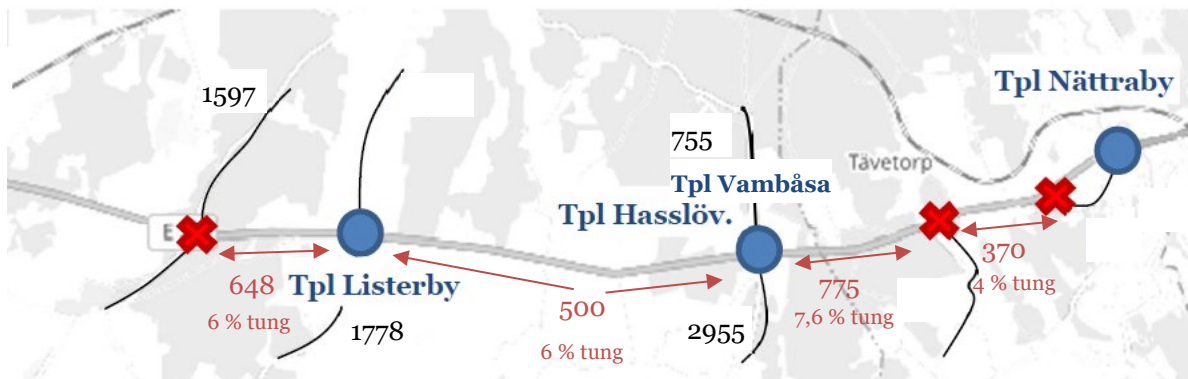 Tpl Nättraby
1597
755
Tävetorp
Tpl Vambåsa
Tpl Hasslöv.
E
648
Tpl Listerby
6 % tung
1778
500
6 % tung
2955
775
7,6 % tung
370
4 % tung